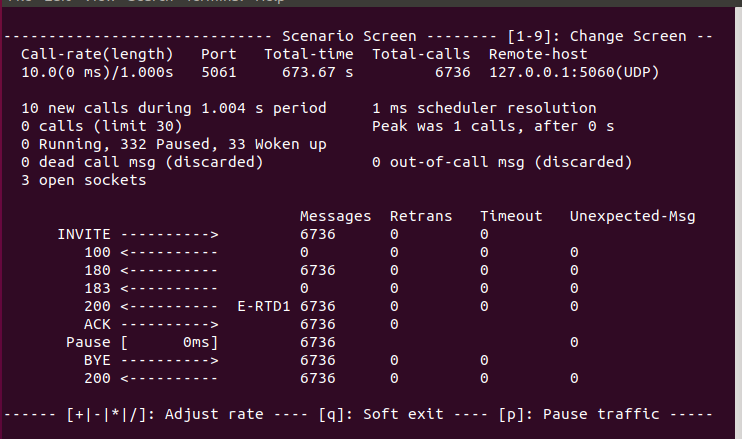 ------------------------------ Scenario Screen -------- [1-9]: Change Screen --
  Call-rate(length)   Port   Total-time  Total-calls  Remote-host
  10.0(0 ms)/1.000s   5061     673.67 s         6736  127.0.0.1:5060(UDP)

  10 new calls during 1.004 s period     1 ms scheduler resolution
  0 calls (limit 30)                     Peak was 1 calls, after 0 s
  0 Running, 332 Paused, 33 Woken up
  0 dead call msg (discarded)            0 out-of-call msg (discarded)
  3 open sockets

                                 Messages  Retrans   Timeout   Unexpected-Msg
      INVITE ---------->         6736      0         0
         100 <----------         0         0         0         0
         180 <----------         6736      0         0         0
         183 <----------         0         0         0         0
         200 <----------  E-RTD1 6736      0         0         0
         ACK ---------->         6736      0
       Pause [      0ms]         6736                          0
         BYE ---------->         6736      0         0
         200 <----------         6736      0         0         0

------ [+|-|*|/]: Adjust rate ---- [q]: Soft exit ---- [p]: Pause traffic -----